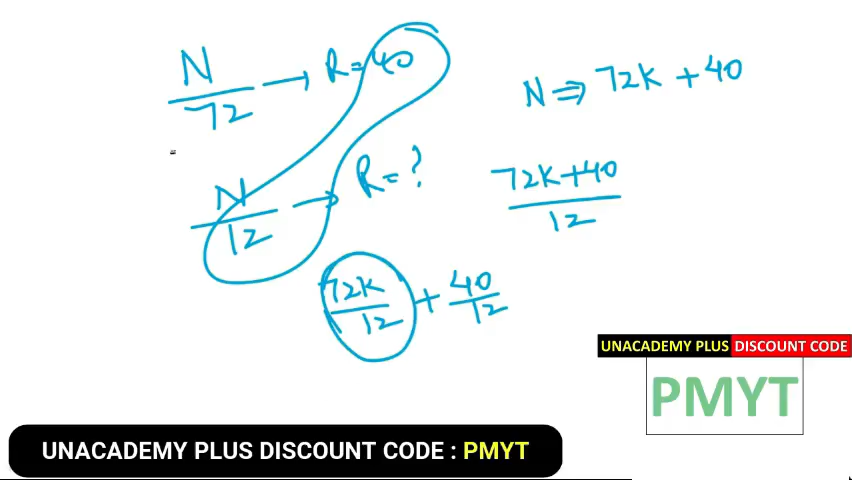 N/72 → R = 40
N ⇒ 72K + 40
N/12 → R = ?
72K+40/12
72K/12 + 40/12
UNACADEMY PLUS DISCOUNT CODE
PMYT
UNACADEMY PLUS DISCOUNT CODE : PMYT